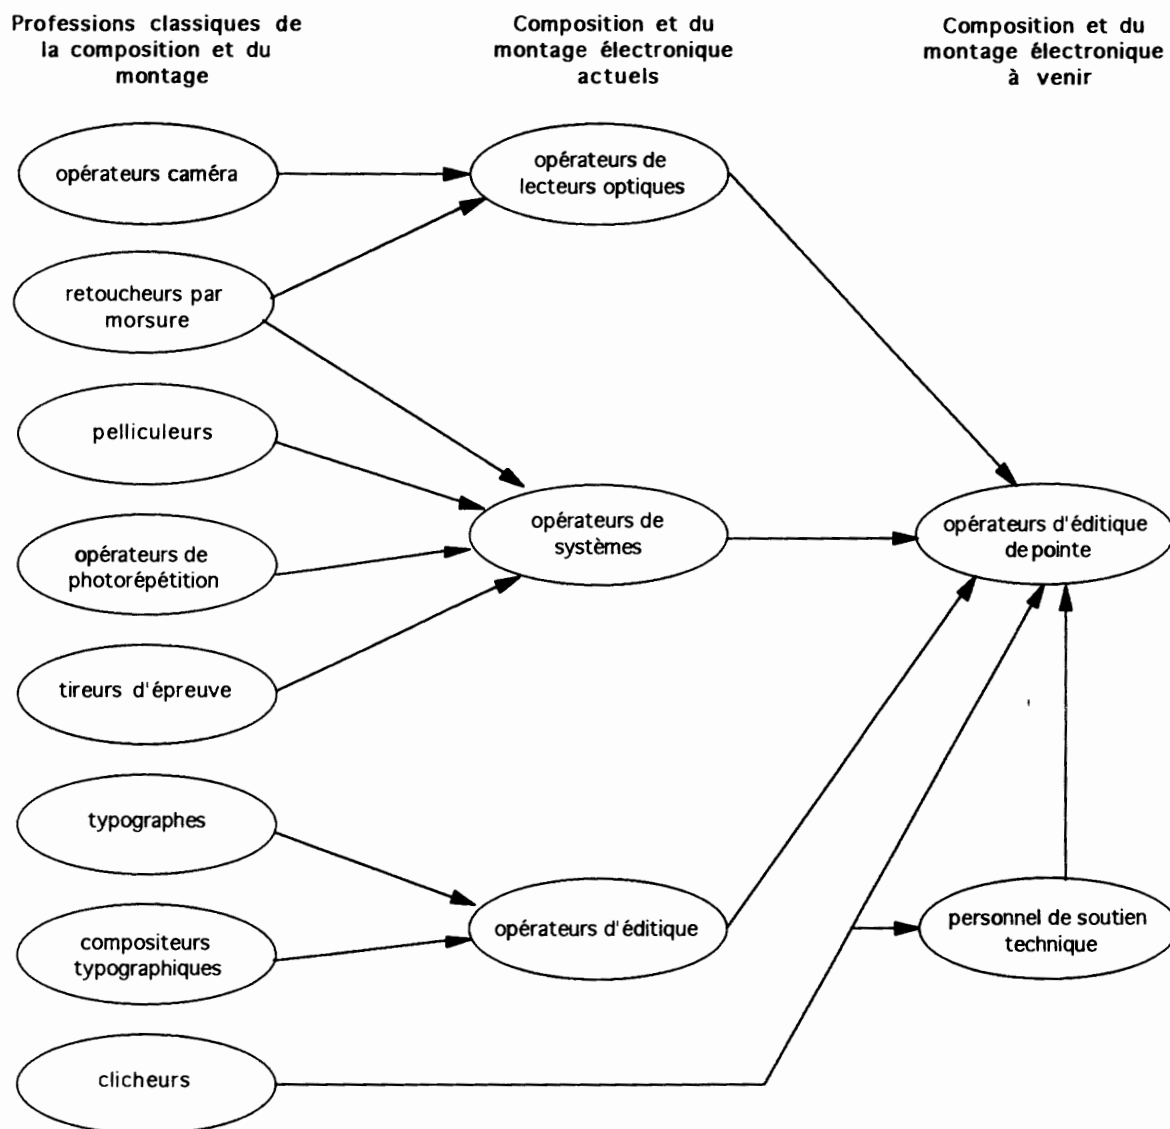 Professions classiques de
la composition et du
montage
Composition et du
montage électronique
actuels
Composition et du
montage électronique
à venir
opérateurs caméra
opérateurs de
lecteurs optiques
retoucheurs par
morsure
pelliculeurs
opérateurs de
systèmes
opérateurs d'éditique
de pointe
opérateurs de
photorépétition
tireurs d'épreuve
typographes
opérateurs d'éditique
personnel de soutien
technique
compositeurs
typographiques
clicheurs